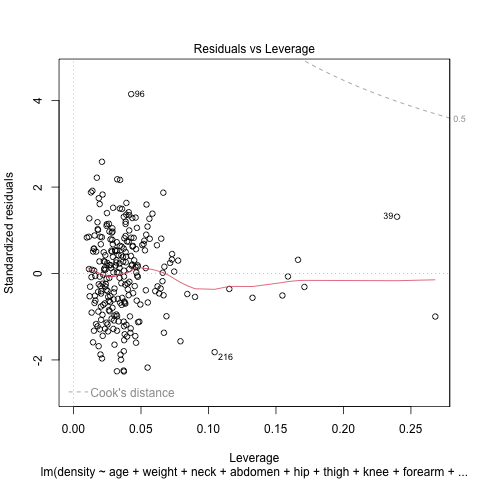 Residuals vs Leverage
Standardized residuals
4
2
0
-2
96
39
216
0.5
Cook's distance
0.00 0.05 0.10 0.15 0.20 0.25
Leverage
lm(density ~ age + weight + neck + abdomen + hip + thigh + knee + forearm + ...